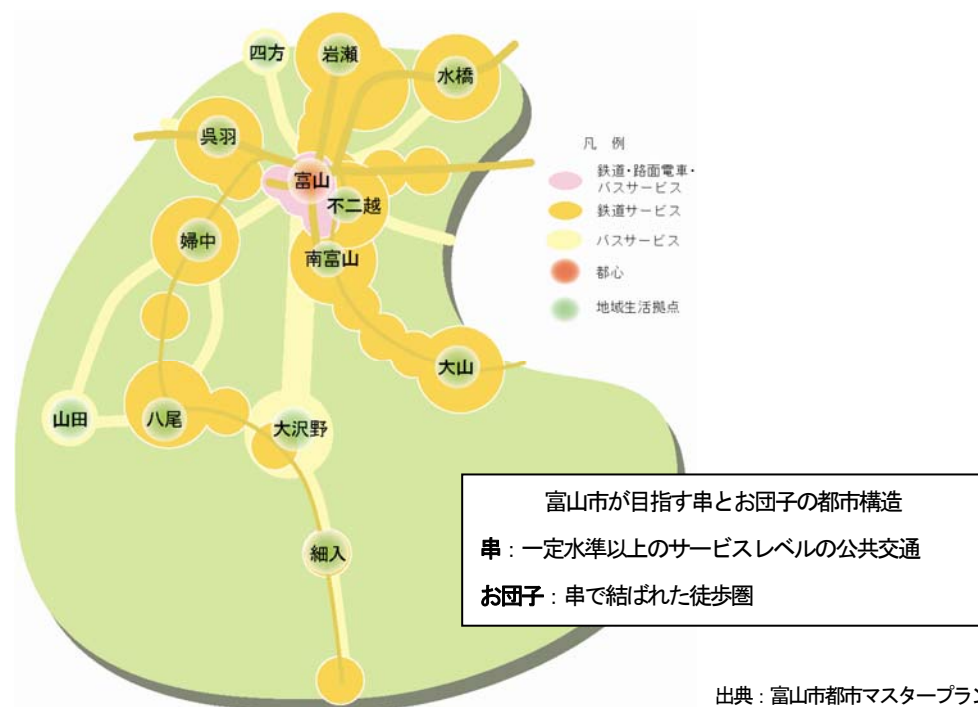 四方
岩瀬
水橋
呉羽
富山
不二越
婦中
南富山
大山
山田
八尾
大沢野
細入
凡 例
鉄道・路面電車・
バスサービス
鉄道サービス
バスサービス
都心
地域生活拠点
富山市が目指す串とお団子の都市構造
串：一定水準以上のサービスレベルの公共交通
お団子：串で結ばれた徒歩圏
出典：富山市都市マスタープラン